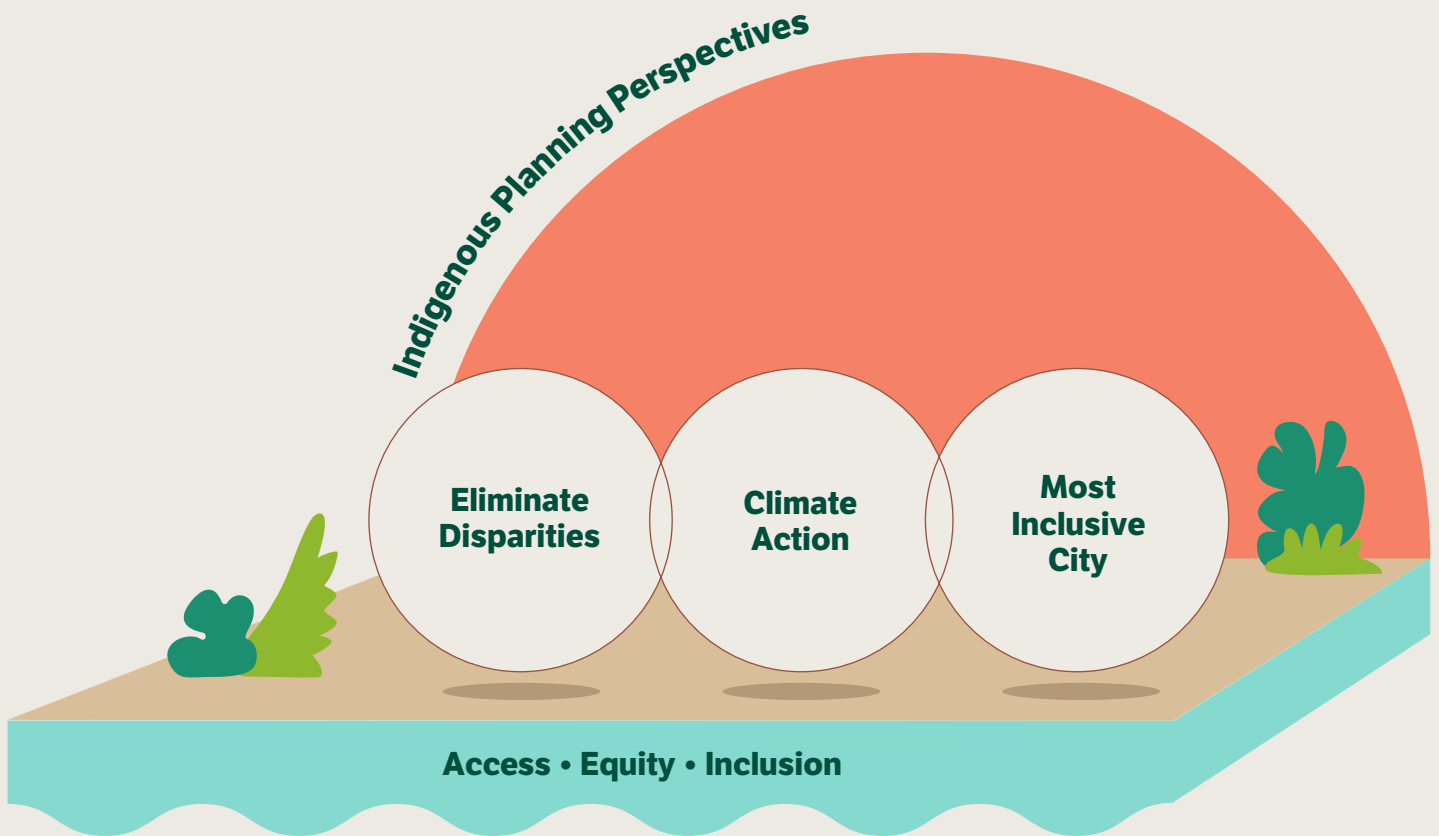 Indigenous Planning Perspectives
Eliminate
Disparities
Climate
Action
Most
Inclusive
City
Access • Equity • Inclusion